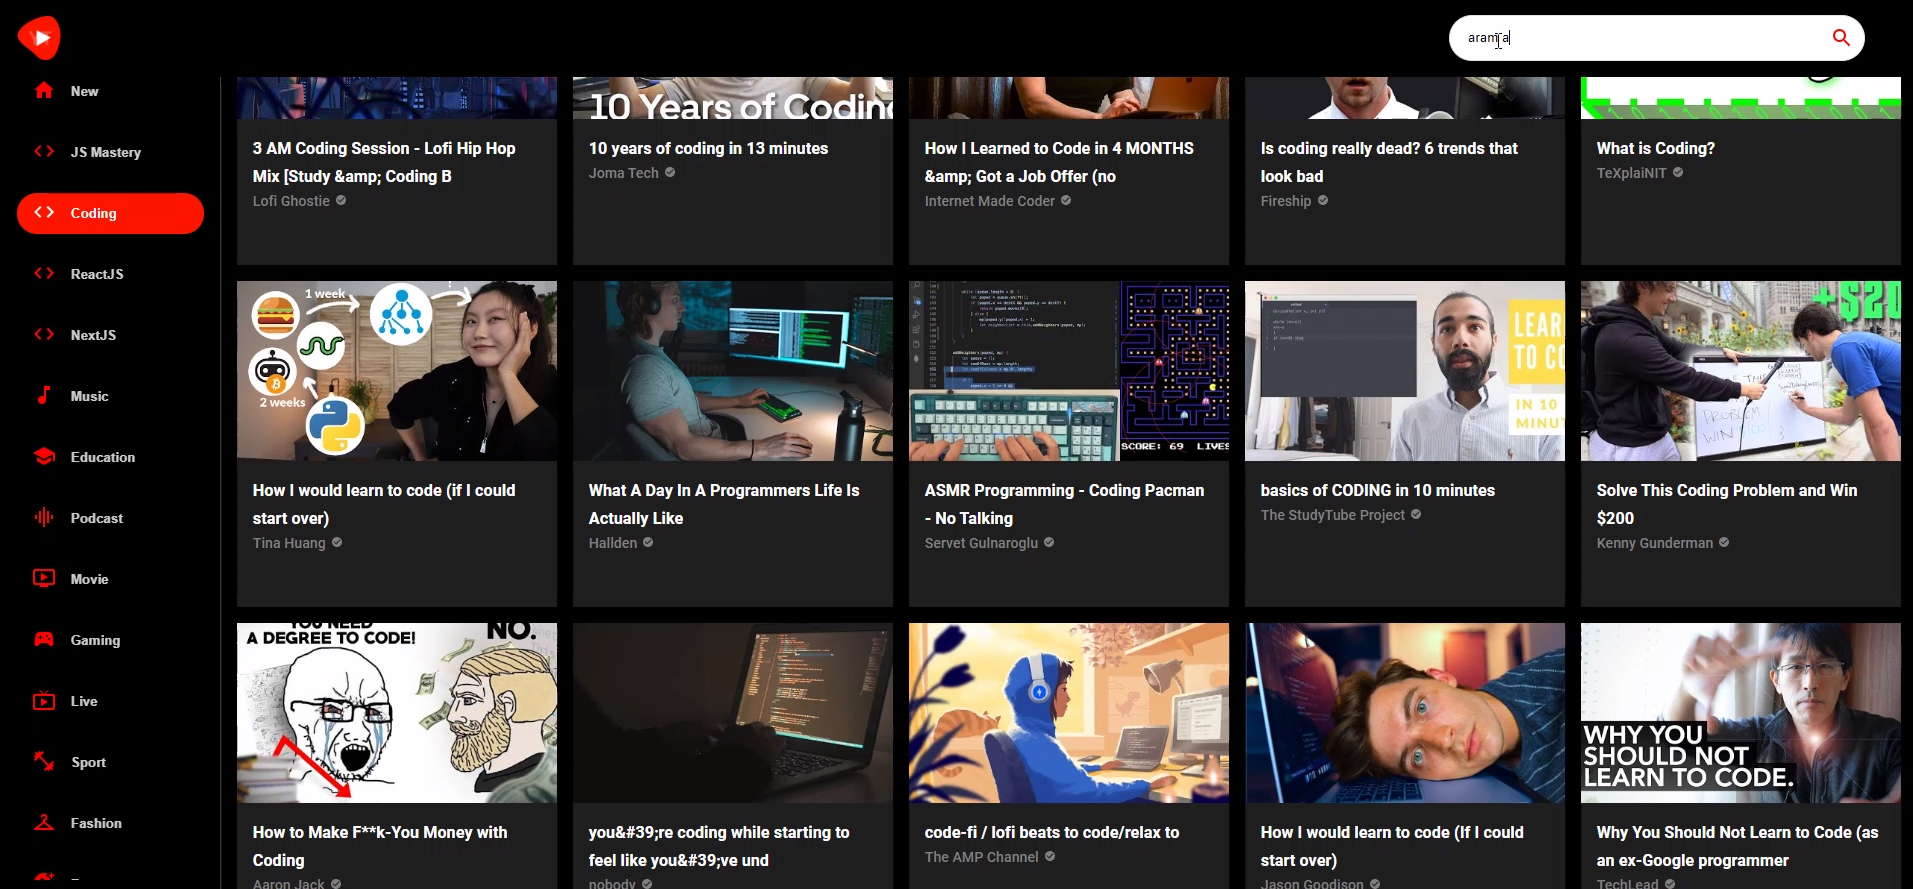 arama
New
JS Mastery
Coding
ReactJS
NextJS
Music
Education
Podcast
Movie
Gaming
Live
Sport
Fashion
10 Years of Coding
3 AM Coding Session - Lofi Hip Hop
Mix [Study &amp; Coding B
Lofi Ghostie
10 years of coding in 13 minutes
Joma Tech
How I Learned to Code in 4 MONTHS
&amp; Got a Job Offer (no
Internet Made Coder
Is coding really dead? 6 trends that
look bad
Fireship
What is Coding?
TeXplaiNIT
1 week
2 weeks
SCORE: 69 LIVES
LEAR
TO CO
IN 10
MINUT
+$20
PROBLEM
WIN
How I would learn to code (if I could
start over)
Tina Huang
What A Day In A Programmers Life Is
Actually Like
Hallden
ASMR Programming - Coding Pacman
- No Talking
Servet Gulnaroglu
basics of CODING in 10 minutes
The StudyTube Project
Solve This Coding Problem and Win
$200
Kenny Gunderman
YOU NEED
A DEGREE TO CODE!
NO.
WHY YOU
SHOULD NOT
LEARN TO CODE.
How to Make F**k-You Money with
Coding
Aaron Jack
you&#39;re coding while starting to
feel like you&#39;ve und
nobody
code-fi / lofi beats to code/relax to
The AMP Channel
How I would learn to code (If I could
start over)
Jason Goodison
Why You Should Not Learn to Code (as
an ex-Google programmer
TechLead